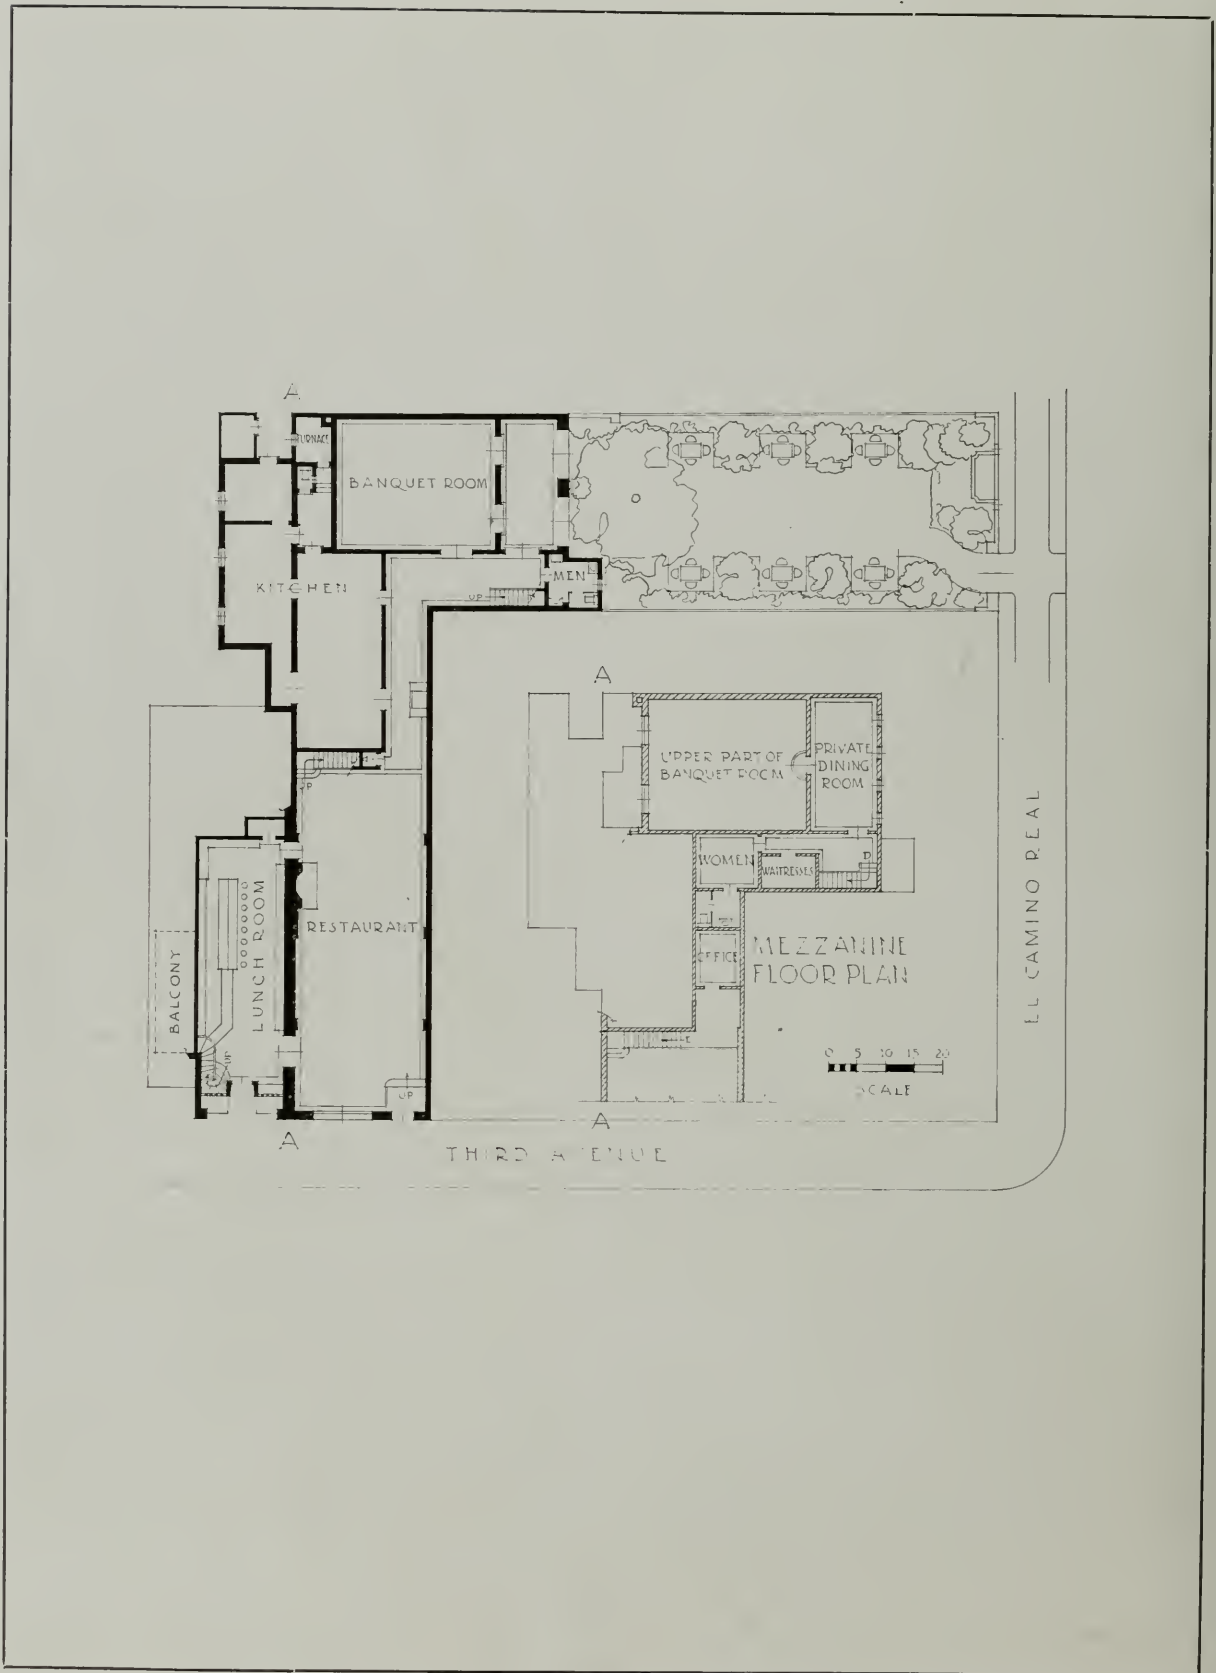 A
FURNACE
BANQUET ROOM
KITCHEN
MEN
UP
UP
RESTAURANT
LUNCH ROOM
BALCONY
UP
UP
A
A
UPPER PART OF
BANQUET ROOM
PRIVATE
DINING
ROOM
WOMEN
WAITRESSES
D
OFFICE
MEZZANINE
FLOOR PLAN
0 5 10 15 20
SCALE
A
THIRD AVENUE
EL CAMINO REAL